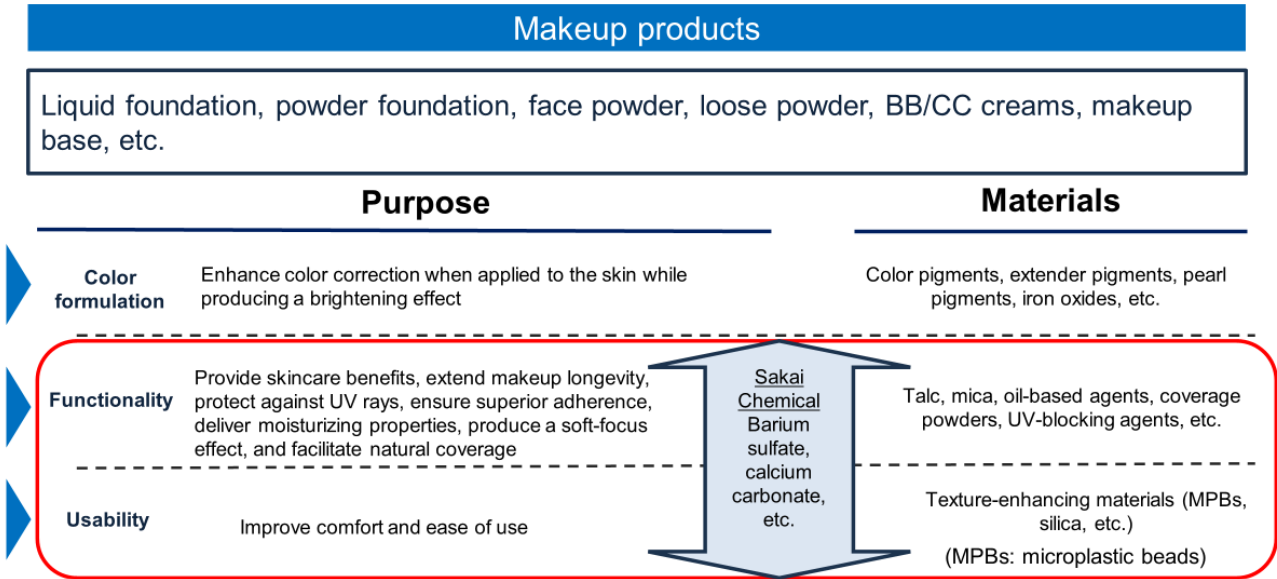 Makeup products
Liquid foundation, powder foundation, face powder, loose powder, BB/CC creams, makeup
base, etc.
Purpose
Materials
Color
formulation
Enhance color correction when applied to the skin while
producing a brightening effect
Color pigments, extender pigments, pearl
pigments, iron oxides, etc.
Functionality
Provide skincare benefits, extend makeup longevity,
protect against UV rays, ensure superior adherence,
deliver moisturizing properties, produce a soft-focus
effect, and facilitate natural coverage
Sakai
Chemical
Barium
sulfate,
calcium
carbonate,
etc.
Talc, mica, oil-based agents, coverage
powders, UV-blocking agents, etc.
Usability
Improve comfort and ease of use
Texture-enhancing materials (MPBs,
silica, etc.)
(MPBs: microplastic beads)